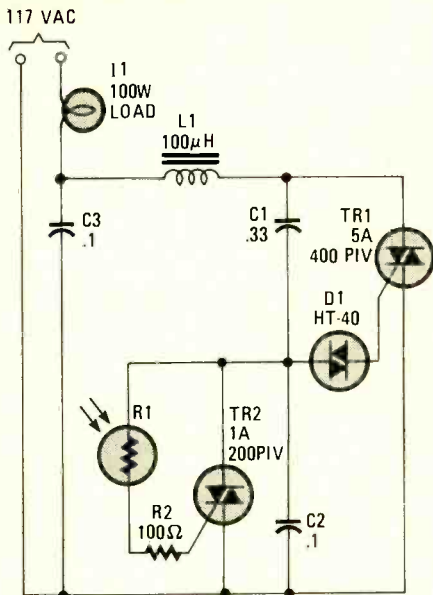 117 VAC
I1
100W
LOAD
L1
100μH
C3
.1
C1
.33
TR1
5A
400 PIV
D1
HT-40
R1
TR2
1A
200PIV
R2
100Ω
C2
.1